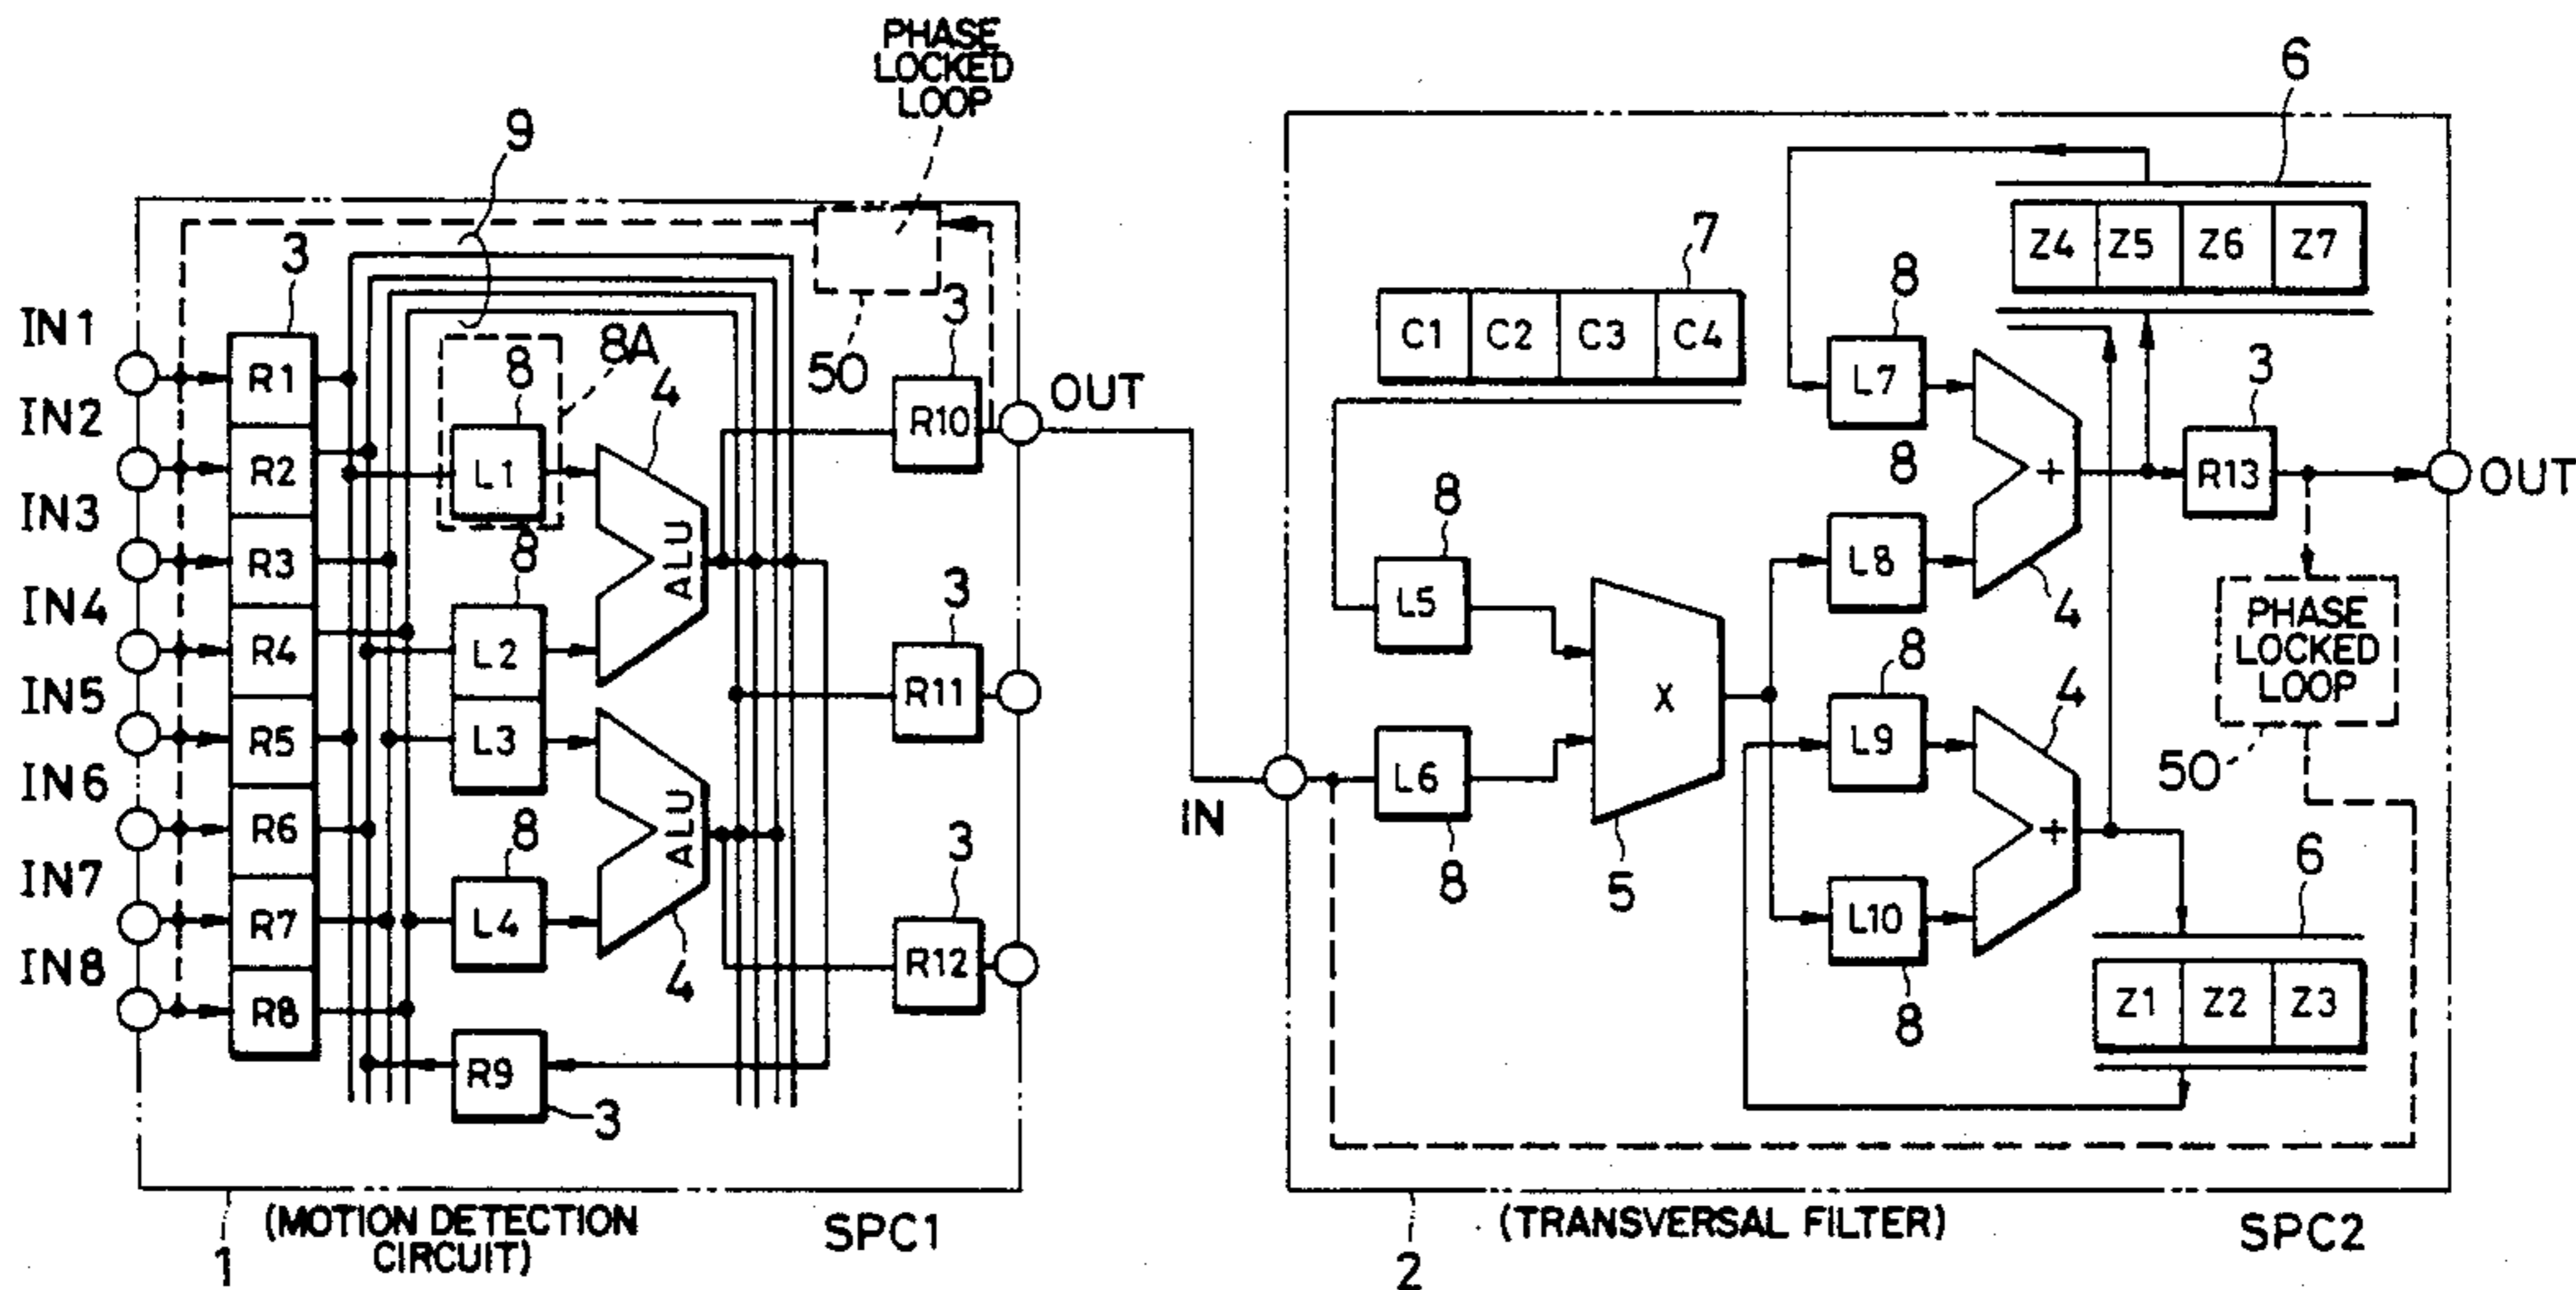 PHASE
LOCKED
LOOP
9
6
3
7
Z4 Z5 Z6 Z7
IN1
3
8
C1 C2 C3 C4
8A
50
R1
8
4
L7
3
IN2
R10
OUT
R2
L1
8
+
R13
OUT
IN3
8
8
R3
ALU
L8
IN4
8
3
L5
4
PHASE
LOCKED
LOOP
R4
L2
8
IN5
R11
X
4
R5
L3
L9
50
IN6
ALU
IN
L6
R6
8
3
8
5
+
6
IN7
R7
L4
4
R12
L10
IN8
8
Z1 Z2 Z3
R8
R9
3
(MOTION DETECTION
CIRCUIT)
SPC1
1
(TRANSVERSAL FILTER)
SPC2
2